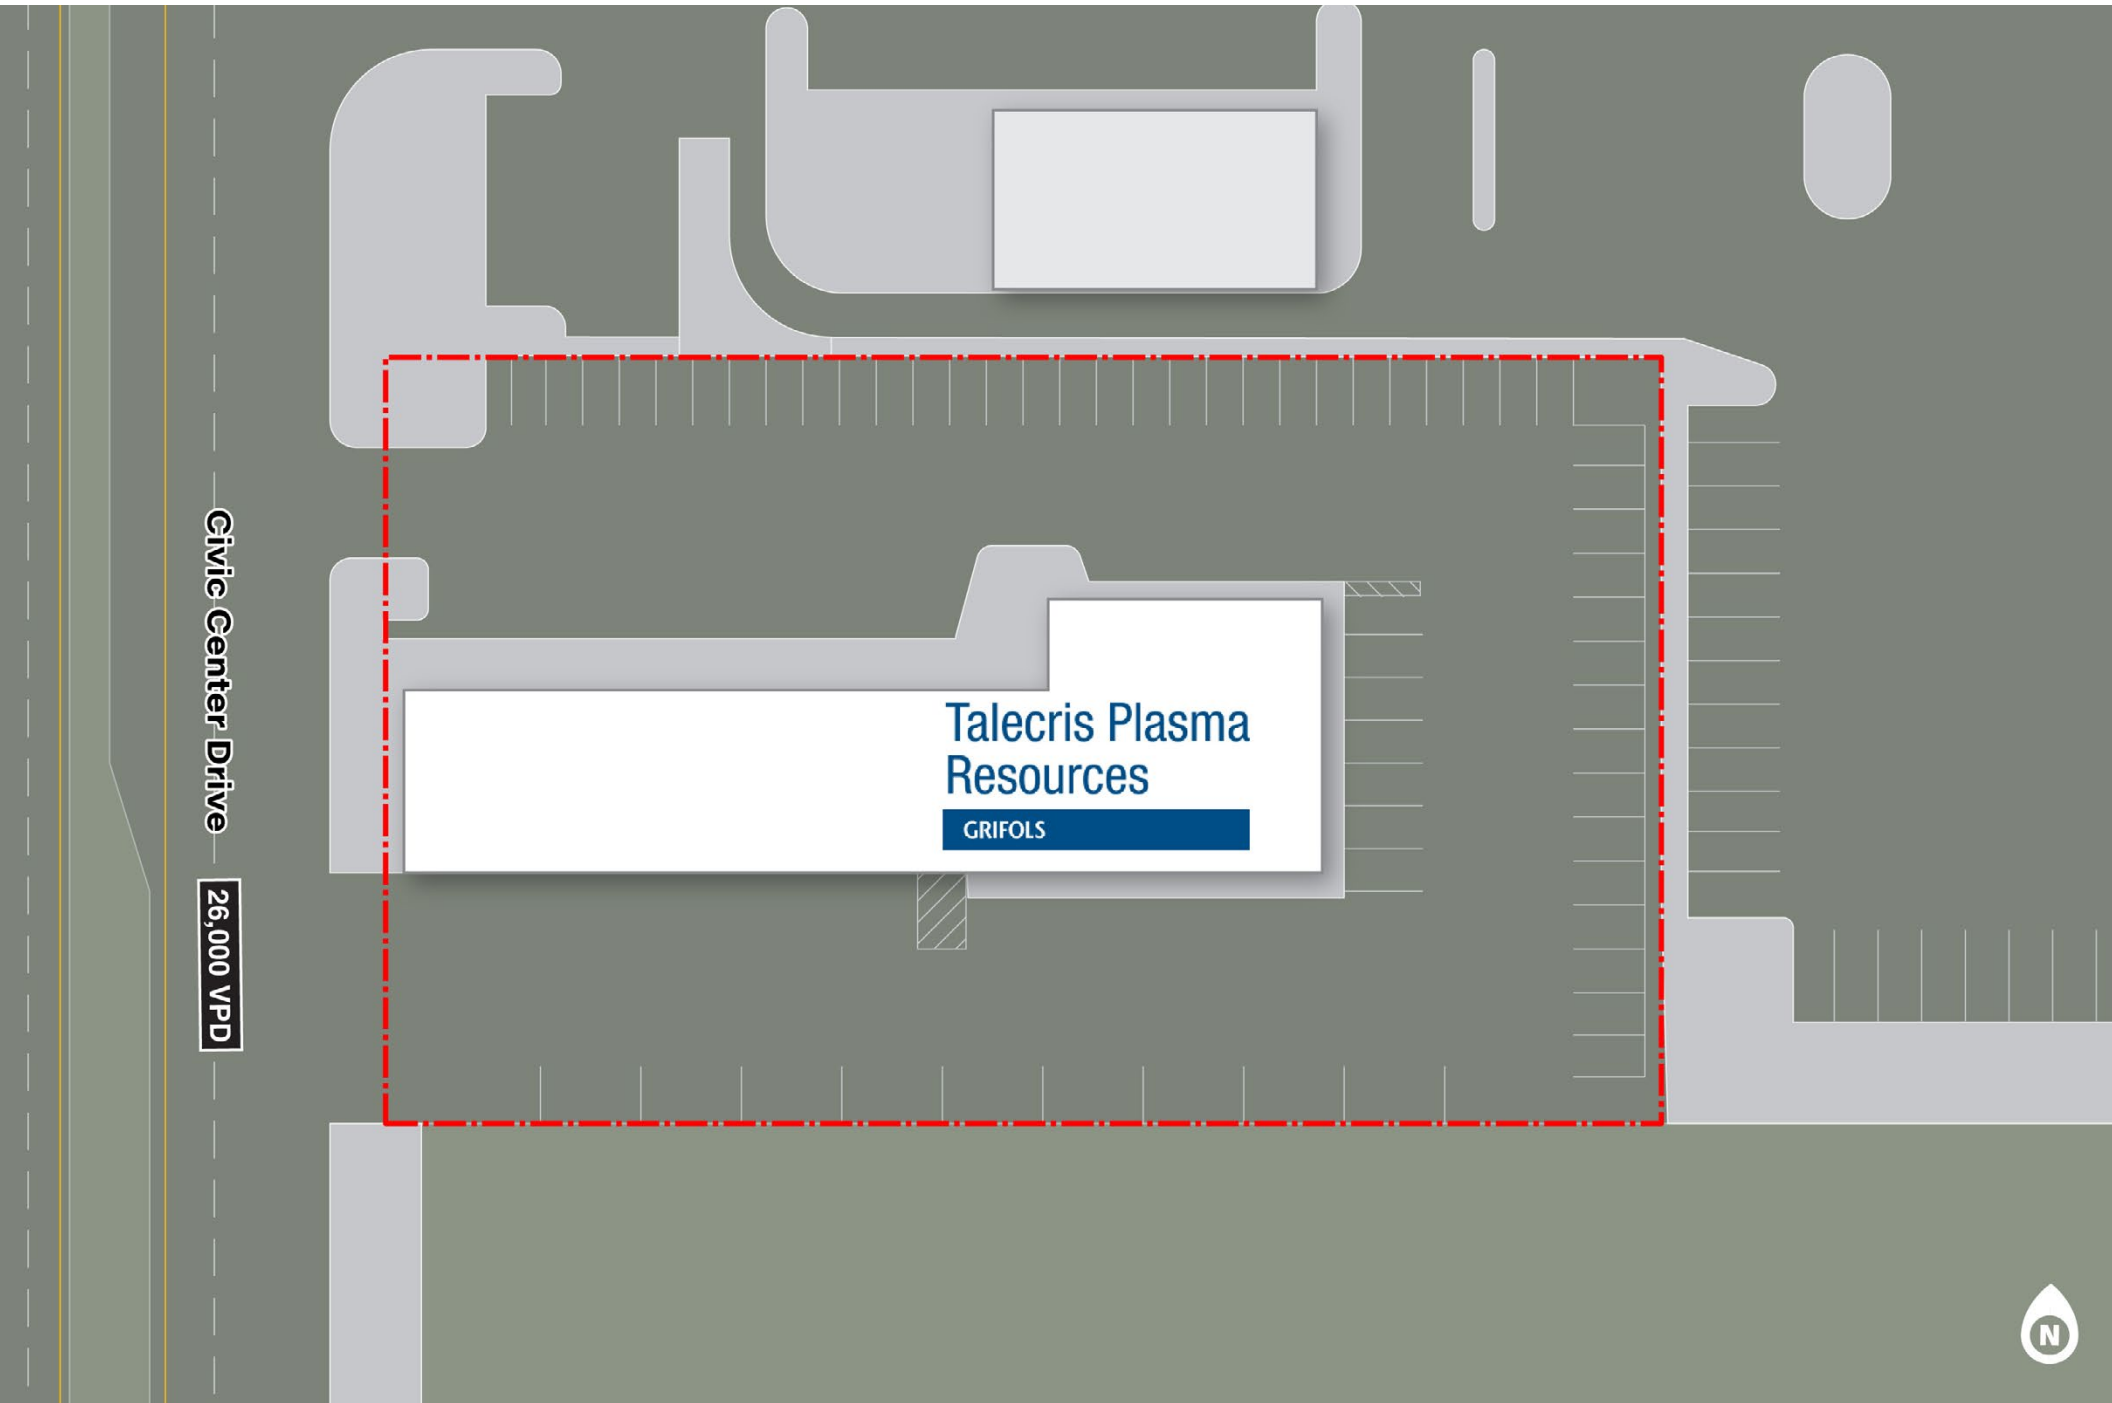 Civic Center Drive
26,000 VPD
Talecris Plasma
Resources
GRIFOLS
N